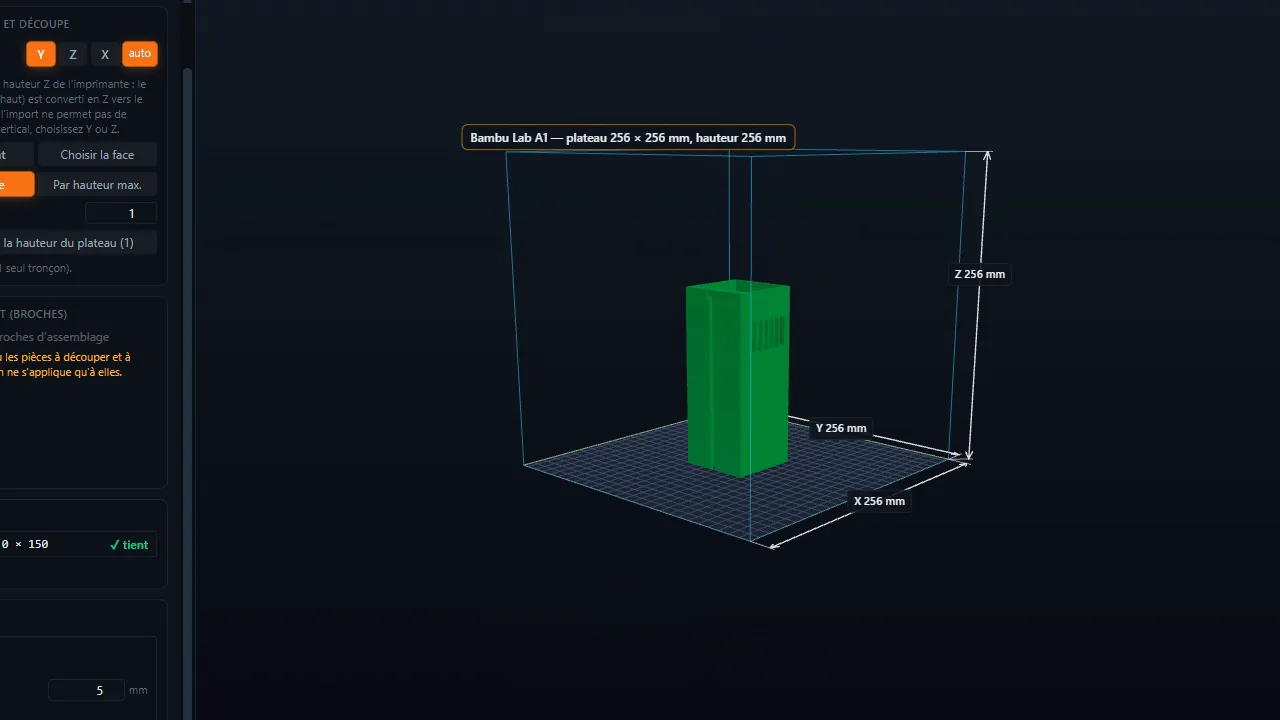 ET DÉCOUPE
Y Z X auto
hauteur Z de l'imprimante : le
haut) est converti en Z vers le
l'import ne permet pas de
ertical, choisissez Y ou Z.
t Choisir la face
e Par hauteur max.
1
la hauteur du plateau (1)
seul tronçon).
T (BROCHES)
roches d'assemblage
les pièces à découper et à
n ne s'applique qu'à elles.
0 × 150 ✓ tient
5 mm
Bambu Lab A1 — plateau 256 × 256 mm, hauteur 256 mm
Z 256 mm
Y 256 mm
X 256 mm